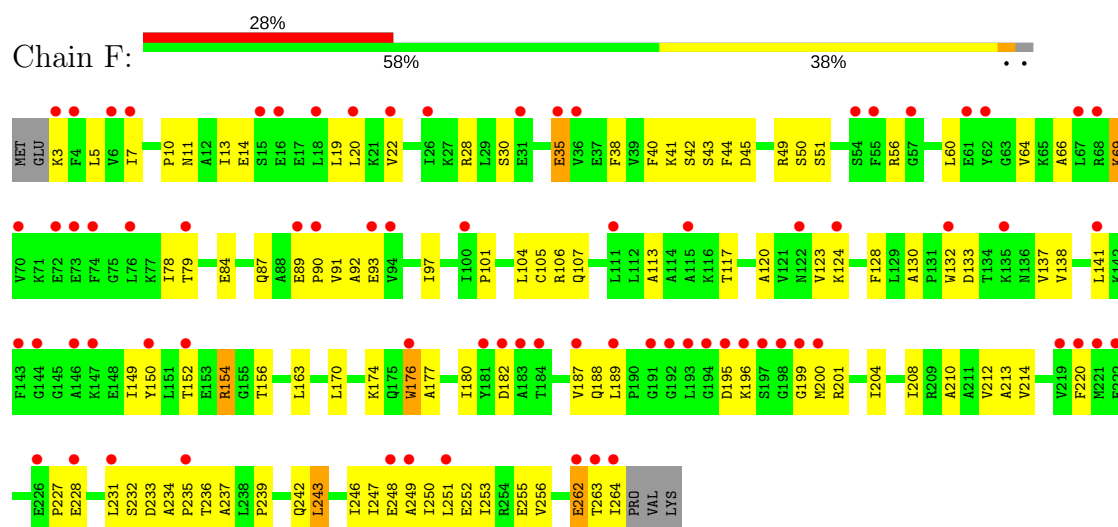 Chain F:
28%
58%
38%
MET GLU K3 F4 L5 V6 I7 P10 N11 A12 I13 E14 S15 E16 E17 L18 L19 L20 K21 V22 I26 K27 R28 L29 S30 E31 E35 V36 E37 F38 V39 F40 K41 S42 S43 F44 D45 R49 S50 S51 S54 F55 R56 G57 L60 E61 Y62 G63 V64 K65 A66 L67 R68 K69
V70 K71 E72 E73 F74 G75 L76 K77 I78 T79 E84 Q87 A88 E89 P90 V91 A92 E93 V94 I97 I100 P101 L104 C105 R106 Q107 L111 L112 A113 A114 A115 K116 T117 A120 V121 N122 V123 K124 F128 L129 A130 P131 W132 D133 T134 K135 N136 V137 V138 L141 K142
F143 G144 G145 A146 K147 E148 I149 Y150 L151 T152 E153 R154 G155 T156 L163 L170 K174 Q175 W176 A177 I180 Y181 D182 A183 T184 V187 Q188 L189 P190 G191 G192 L193 G194 D195 K196 S197 G198 G199 M200 R201 I204 I208 R209 A210 A211 V212 A213 V214 V219 F220 M221
E226 P227 E228 L231 S232 D233 A234 P235 T236 A237 L238 P239 Q242 L243 I246 I247 E248 A249 I250 L251 E252 I253 R254 E255 V256 E262 T263 I264 PRO VAL LYS